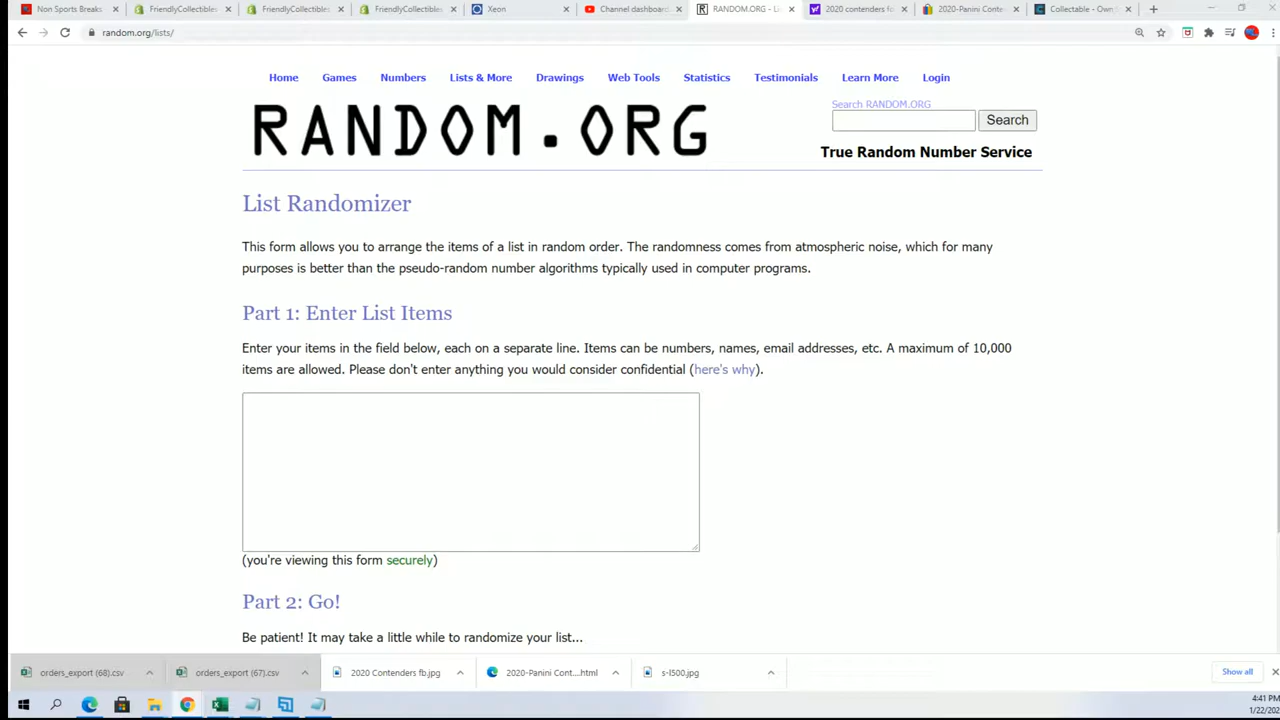 Non Sports Breaks
FriendlyCollectibles
FriendlyCollectibles
FriendlyCollectibles
Xeon
Channel dashboard
RANDOM.ORG - Li
2020 contenders fo
2020-Panini Conte
Collectable - Own
random.org/lists/
Home Games Numbers Lists & More Drawings Web Tools Statistics Testimonials Learn More Login
RANDOM.ORG
Search RANDOM.ORG
Search
True Random Number Service
List Randomizer
This form allows you to arrange the items of a list in random order. The randomness comes from atmospheric noise, which for many
purposes is better than the pseudo-random number algorithms typically used in computer programs.
Part 1: Enter List Items
Enter your items in the field below, each on a separate line. Items can be numbers, names, email addresses, etc. A maximum of 10,000
items are allowed. Please don't enter anything you would consider confidential (here's why).
(you're viewing this form securely)
Part 2: Go!
Be patient! It may take a little while to randomize your list...
orders_export (68).csv
orders_export (67).csv
2020 Contenders fb.jpg
2020-Panini Cont....html
s-l500.jpg
Show all
4:41 PM
1/22/202